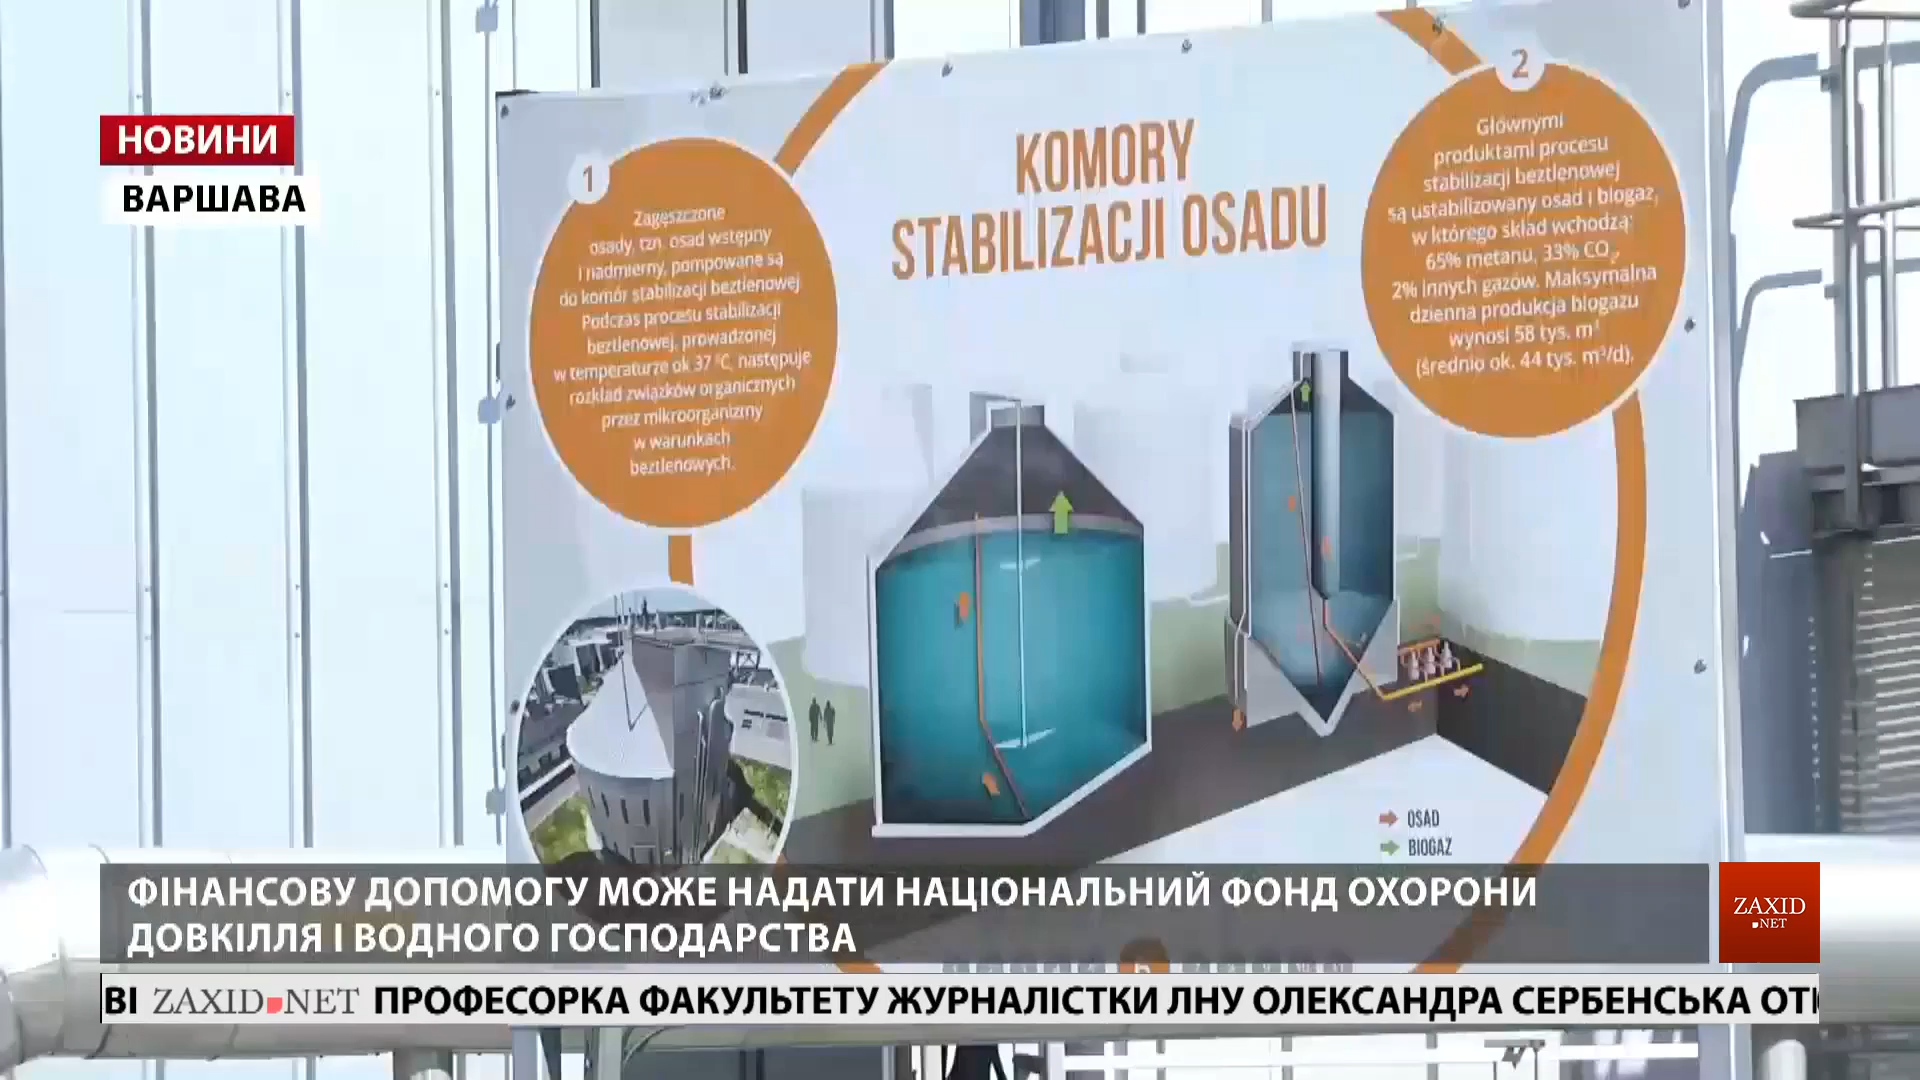 НОВИНИ
ВАРШАВА
KOMORY
STABILIZACJI OSADU
1
Zagęszczone
osady, tzn. osad wstępny
i nadmierny, pompowane są
do komór stabilizacji beztlenowej.
Podczas procesu stabilizacji
beztlenowej, prowadzonej
w temperaturze ok 37 °C, następuje
rozkład związków organicznych
przez mikroorganizmy
w warunkach
beztlenowych.
2
Głównymi
produktami procesu
stabilizacji beztlenowej
są ustabilizowany osad i biogaz,
w którego skład wchodzą:
65% metanu, 33% CO₂,
2% innych gazów. Maksymalna
dzienna produkcja biogazu
wynosi 58 tys. m³
(średnio ok. 44 tys. m³/d).
OSAD
BIOGAZ
ФІНАНСОВУ ДОПОМОГУ МОЖЕ НАДАТИ НАЦІОНАЛЬНИЙ ФОНД ОХОРОНИ
ДОВКІЛЛЯ І ВОДНОГО ГОСПОДАРСТВА
ZAXID
.NET
ВІ ZAXID.NET ПРОФЕСОРКА ФАКУЛЬТЕТУ ЖУРНАЛІСТКИ ЛНУ ОЛЕКСАНДРА СЕРБЕНСЬКА ОТ